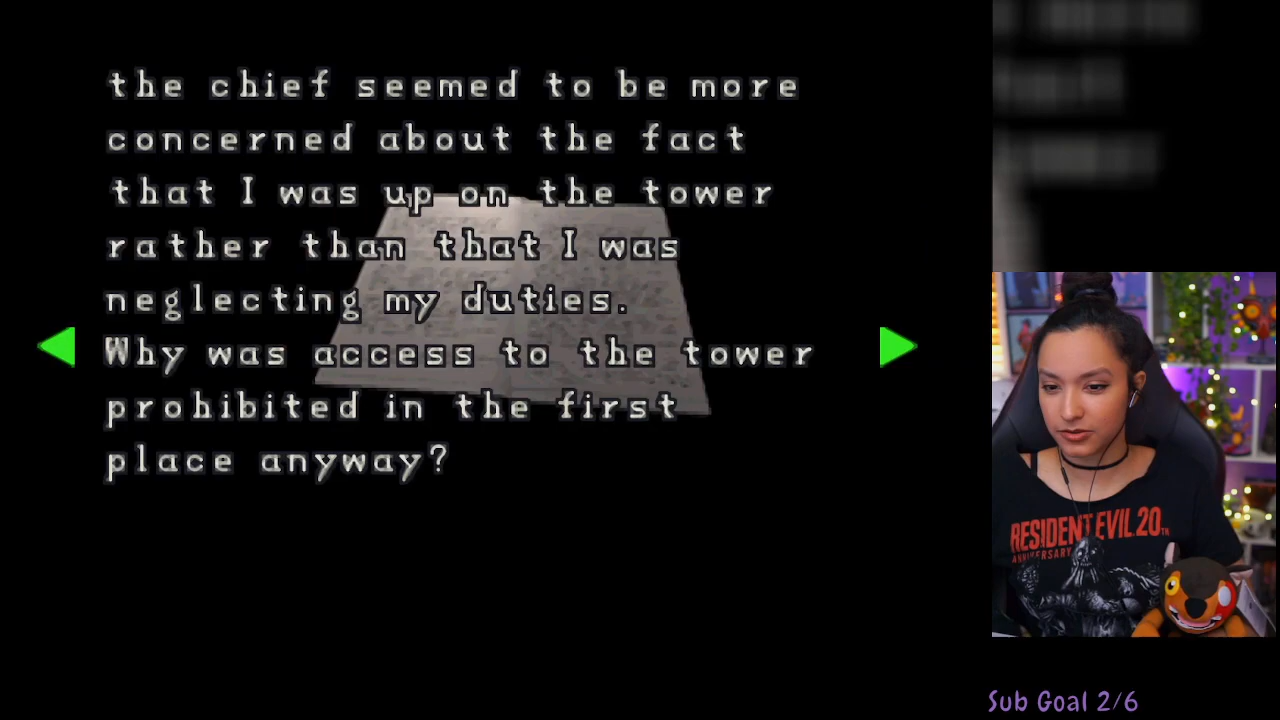 the chief seemed to be more
concerned about the fact
that I was up on the tower
rather than that I was
neglecting my duties.
Why was access to the tower
prohibited in the first
place anyway?
RESIDENT EVIL.20TH
ANNIVERSARY
Sub Goal 2/6